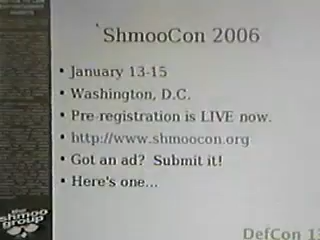 `ShmooCon 2006
• January 13-15
• Washington, D.C.
• Pre-registration is LIVE now.
• http://www.shmoocon.org
• Got an ad? Submit it!
• Here's one...
the
shmoo
group
DefCon 13